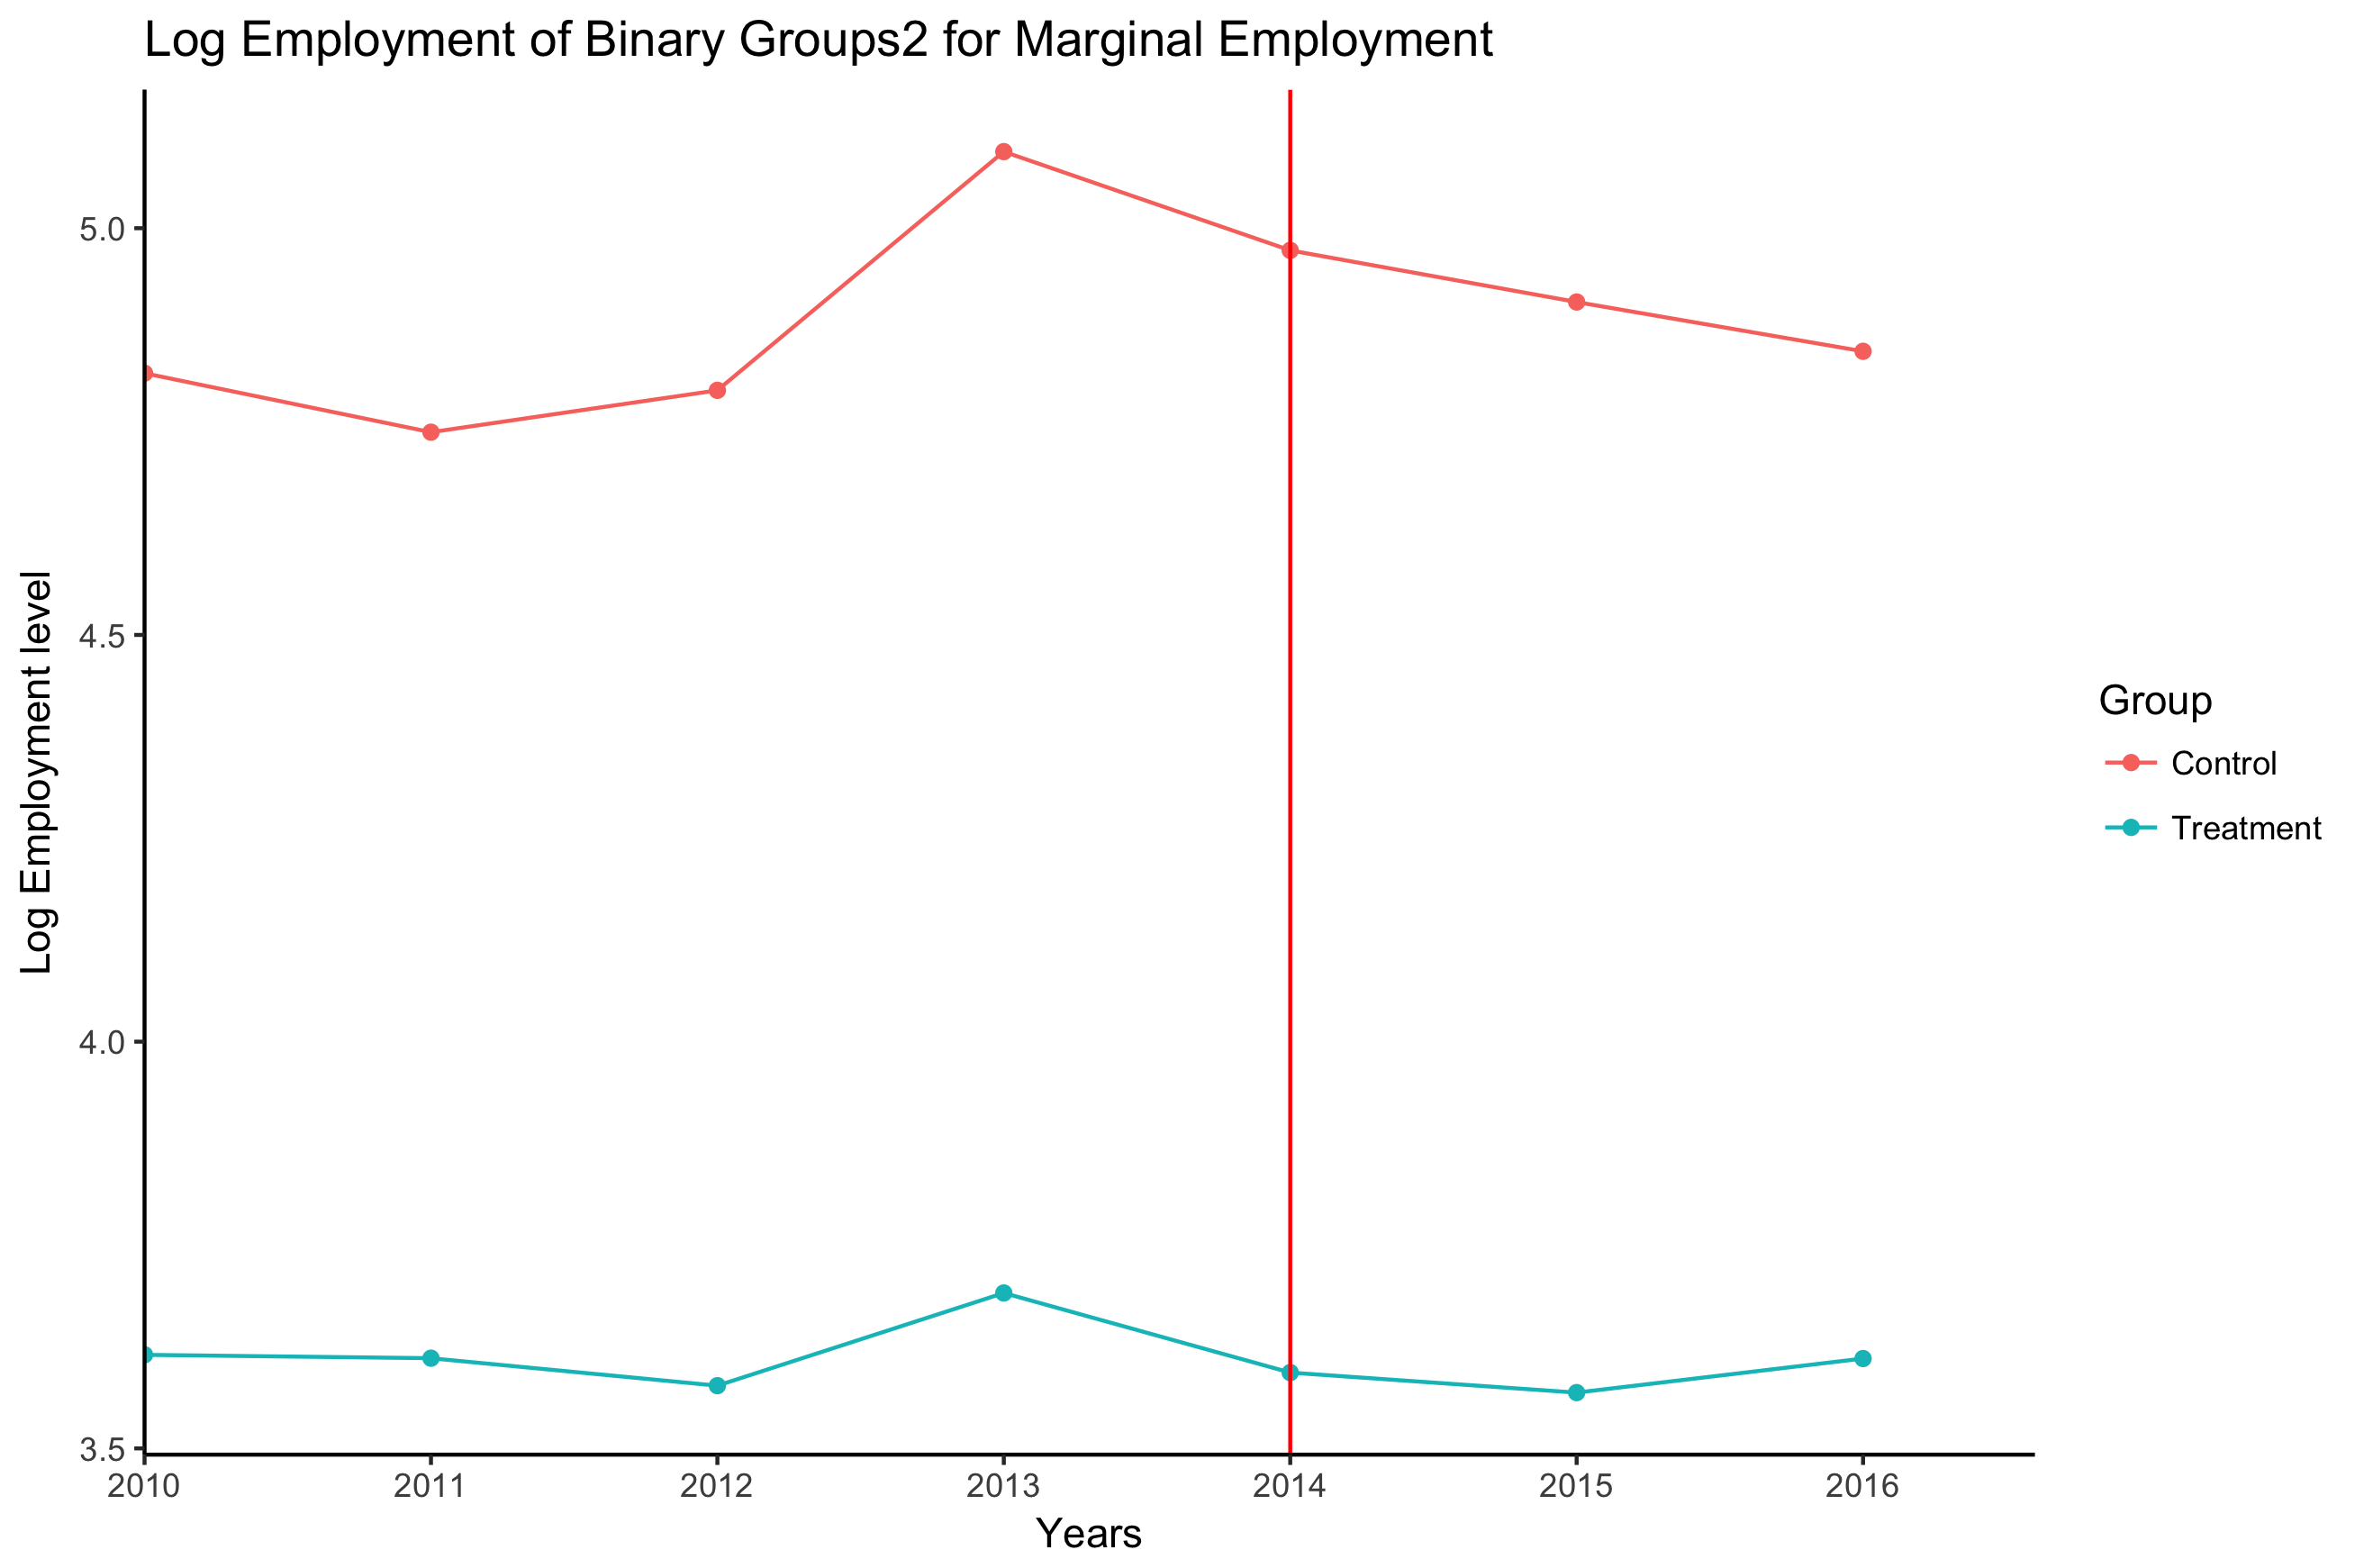 Log Employment of Binary Groups2 for Marginal Employment
Log Employment level
5.0
4.5
4.0
3.5
2010 2011 2012 2013 2014 2015 2016
Years
Group
Control
Treatment